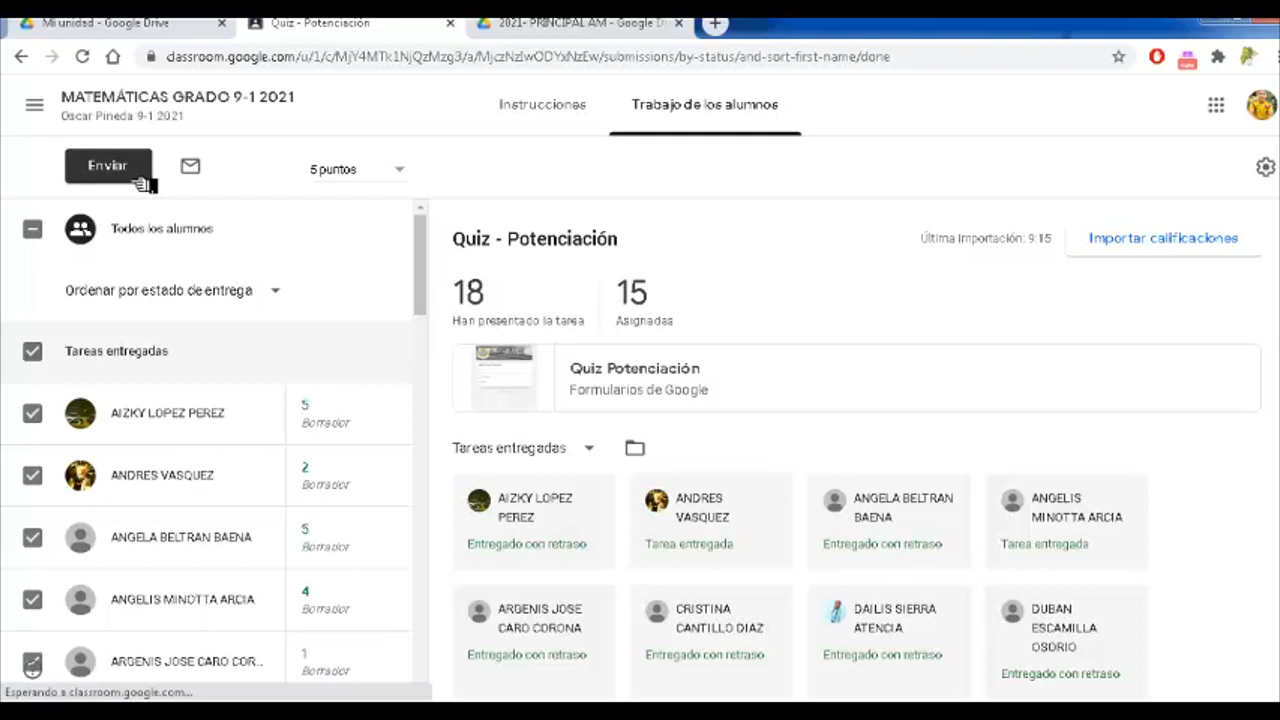 Mi unidad - Google Drive
Quiz - Potenciación
2021- PRINCIPAL AM - Google D
classroom.google.com/u/1/c/MjY4MTk1NjQzMzg3/a/MjczNzIwODYxNzEw/submissions/by-status/and-sort-first-name/done
MATEMÁTICAS GRADO 9-1 2021
Oscar Pineda 9-1 2021
Instrucciones
Trabajo de los alumnos
Enviar
5 puntos
Todos los alumnos
Ordenar por estado de entrega
Tareas entregadas
AIZKY LOPEZ PEREZ
5
Borrador
ANDRES VASQUEZ
2
Borrador
ANGELA BELTRAN BAENA
5
Borrador
ANGELIS MINOTTA ARCIA
4
Borrador
ARGENIS JOSE CARO COR...
1
Borrador
Esperando a classroom.google.com...
Quiz - Potenciación
Última importación: 9:15
Importar calificaciones
18
Han presentado la tarea
15
Asignadas
Quiz Potenciación
Formularios de Google
Tareas entregadas
AIZKY LOPEZ
PEREZ
Entregado con retraso
ANDRES
VASQUEZ
Tarea entregada
ANGELA BELTRAN
BAENA
Entregado con retraso
ANGELIS
MINOTTA ARCIA
Tarea entregada
ARGENIS JOSE
CARO CORONA
Entregado con retraso
CRISTINA
CANTILLO DIAZ
Entregado con retraso
DAILIS SIERRA
ATENCIA
Entregado con retraso
DUBAN
ESCAMILLA
OSORIO
Entregado con retraso